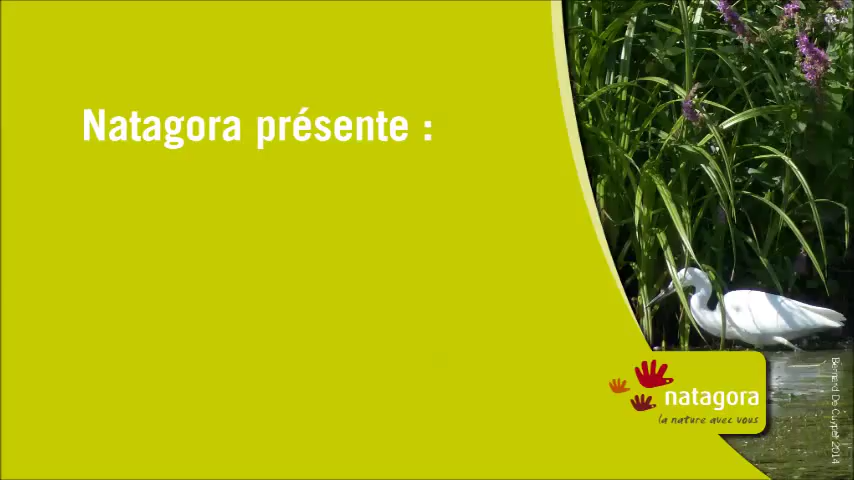 Natagora présente :
natagora
la nature avec vous
Bernard De Cuyper 2014